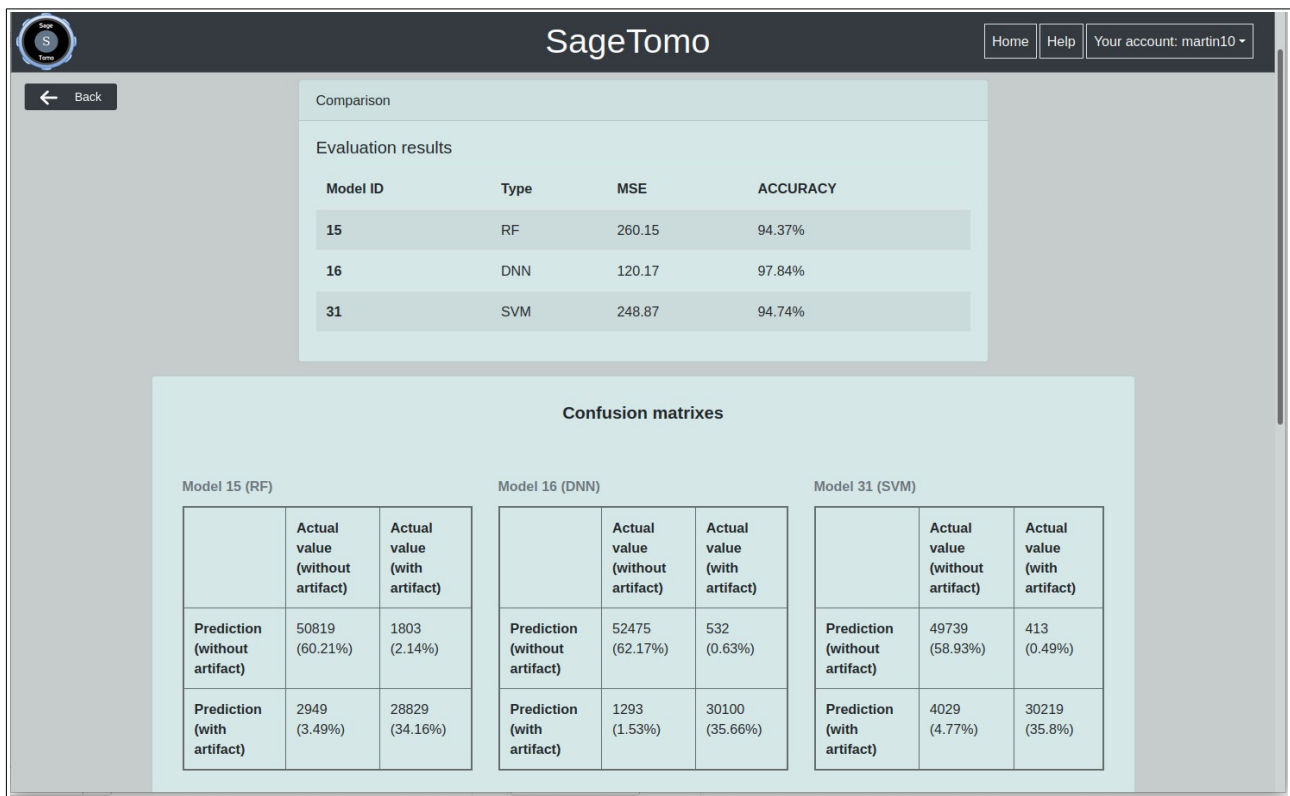 Sage
S
Tomo
SageTomo
Home
Help
Your account: martin10
Back
Comparison
Evaluation results
Model ID Type MSE ACCURACY
15 RF 260.15 94.37%
16 DNN 120.17 97.84%
31 SVM 248.87 94.74%
Confusion matrixes
Model 15 (RF)
Actual
value
(without
artifact)
Actual
value
(with
artifact)
Prediction
(without
artifact)
50819
(60.21%)
1803
(2.14%)
Prediction
(with
artifact)
2949
(3.49%)
28829
(34.16%)
Model 16 (DNN)
Actual
value
(without
artifact)
Actual
value
(with
artifact)
Prediction
(without
artifact)
52475
(62.17%)
532
(0.63%)
Prediction
(with
artifact)
1293
(1.53%)
30100
(35.66%)
Model 31 (SVM)
Actual
value
(without
artifact)
Actual
value
(with
artifact)
Prediction
(without
artifact)
49739
(58.93%)
413
(0.49%)
Prediction
(with
artifact)
4029
(4.77%)
30219
(35.8%)